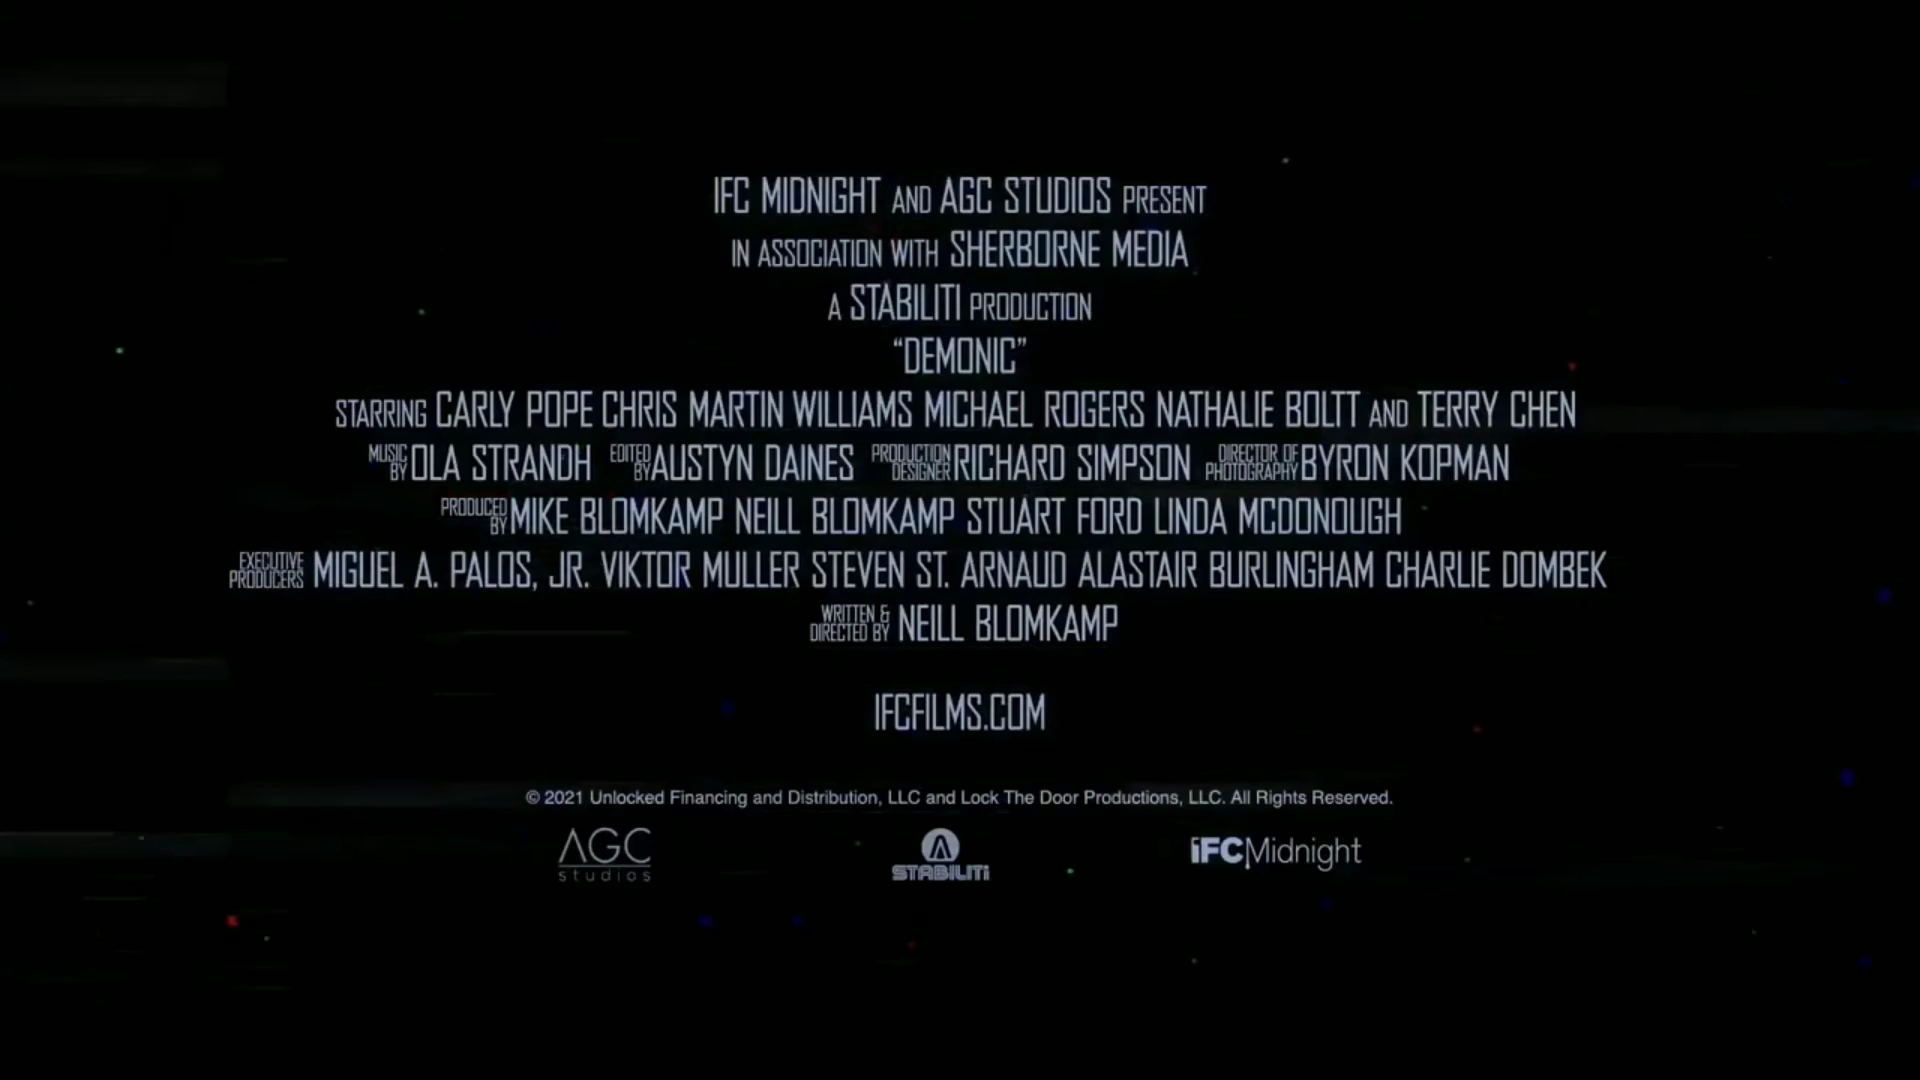 IFC MIDNIGHT AND AGC STUDIOS PRESENT
IN ASSOCIATION WITH SHERBORNE MEDIA
A STABILITI PRODUCTION
“DEMONIC”
STARRING CARLY POPE CHRIS MARTIN WILLIAMS MICHAEL ROGERS NATHALIE BOLTT AND TERRY CHEN
MUSIC BY OLA STRANDH EDITED BY AUSTYN DAINES PRODUCTION DESIGNER RICHARD SIMPSON DIRECTOR OF PHOTOGRAPHY BYRON KOPMAN
PRODUCED BY MIKE BLOMKAMP NEILL BLOMKAMP STUART FORD LINDA MCDONOUGH
EXECUTIVE PRODUCERS MIGUEL A. PALOS, JR. VIKTOR MULLER STEVEN ST. ARNAUD ALASTAIR BURLINGHAM CHARLIE DOMBEK
WRITTEN & DIRECTED BY NEILL BLOMKAMP
IFCFILMS.COM
© 2021 Unlocked Financing and Distribution, LLC and Lock The Door Productions, LLC. All Rights Reserved.
AGC studios STABILITi iFC Midnight